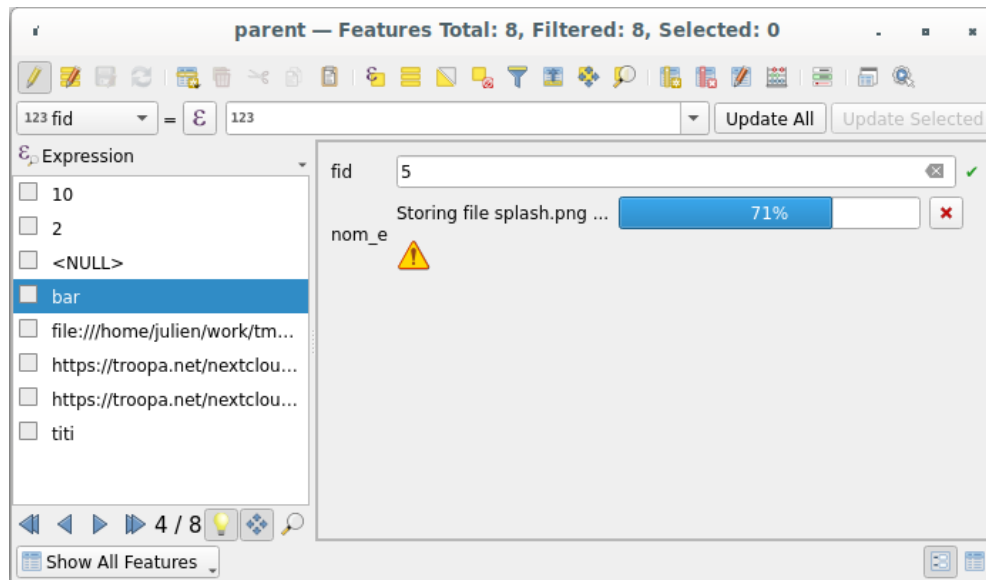 parent — Features Total: 8, Filtered: 8, Selected: 0
123 fid = ε 123 Update All Update Selected
Expression
10
2
<NULL>
bar
file:///home/julien/work/tm...
https://troopa.net/nextclou...
https://troopa.net/nextclou...
titi
fid 5
Storing file splash.png ... 71%
nom_e
4 / 8
Show All Features